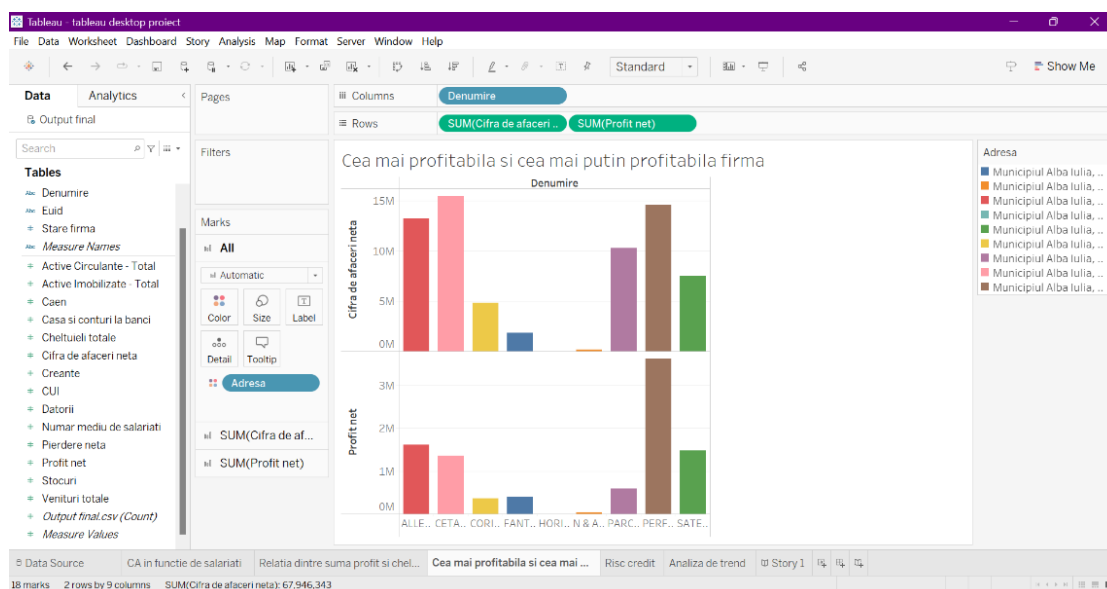 Tableau - tableau desktop proiect
File Data Worksheet Dashboard Story Analysis Map Format Server Window Help
Standard
Show Me
Data Analytics
Output final
Search
Tables
Abc Denumire
Abc Euid
Stare firma
Abc Measure Names
Active Circulante - Total
Active Imobilizate - Total
Caen
Casa si conturi la banci
Cheltueli totale
Cifra de afaceri neta
Creante
CUI
Datorii
Numar mediu de salariati
Pierdere neta
Profit net
Stocuri
Venituri totale
Output final.csv (Count)
Measure Values
Pages
Filters
Marks
All
Automatic
Color Size Label
Detail Tooltip
Adresa
SUM(Cifra de af...
SUM(Profit net)
Columns Denumire
Rows SUM(Cifra de afaceri .. SUM(Profit net)
Cea mai profitabila si cea mai putin profitabila firma
Denumire
Cifra de afaceri neta
15M
10M
5M
0M
Profit net
3M
2M
1M
0M
ALLE.. CETA.. CORI.. FANT.. HORI.. N & A.. PARC.. PERF.. SATE..
Adresa
Municipiul Alba Iulia, ..
Municipiul Alba Iulia, ..
Municipiul Alba Iulia, ..
Municipiul Alba Iulia, ..
Municipiul Alba Iulia, ..
Municipiul Alba Iulia, ..
Municipiul Alba Iulia, ..
Municipiul Alba Iulia, ..
Municipiul Alba Iulia, ..
Data Source CA in functie de salariati Relatia dintre suma profit si chel... Cea mai profitabila si cea mai ... Risc credit Analiza de trend Story 1
18 marks 2 rows by 9 columns SUM(Cifra de afaceri neta): 67,946,343